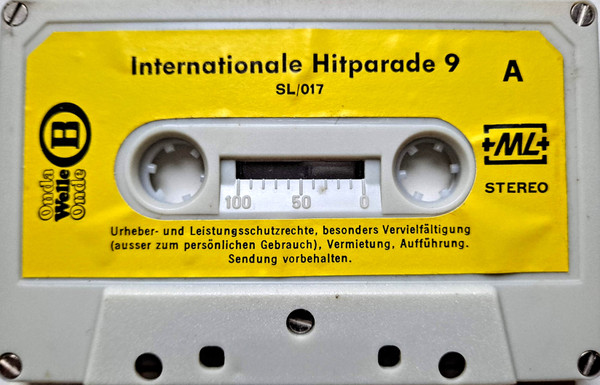 Internationale Hitparade 9
SL/017
A
B
Onda
Welle
Onde
+ML+
STEREO
100 50 0
Urheber- und Leistungsschutzrechte, besonders Vervielfältigung
(ausser zum persönlichen Gebrauch), Vermietung, Aufführung.
Sendung vorbehalten.